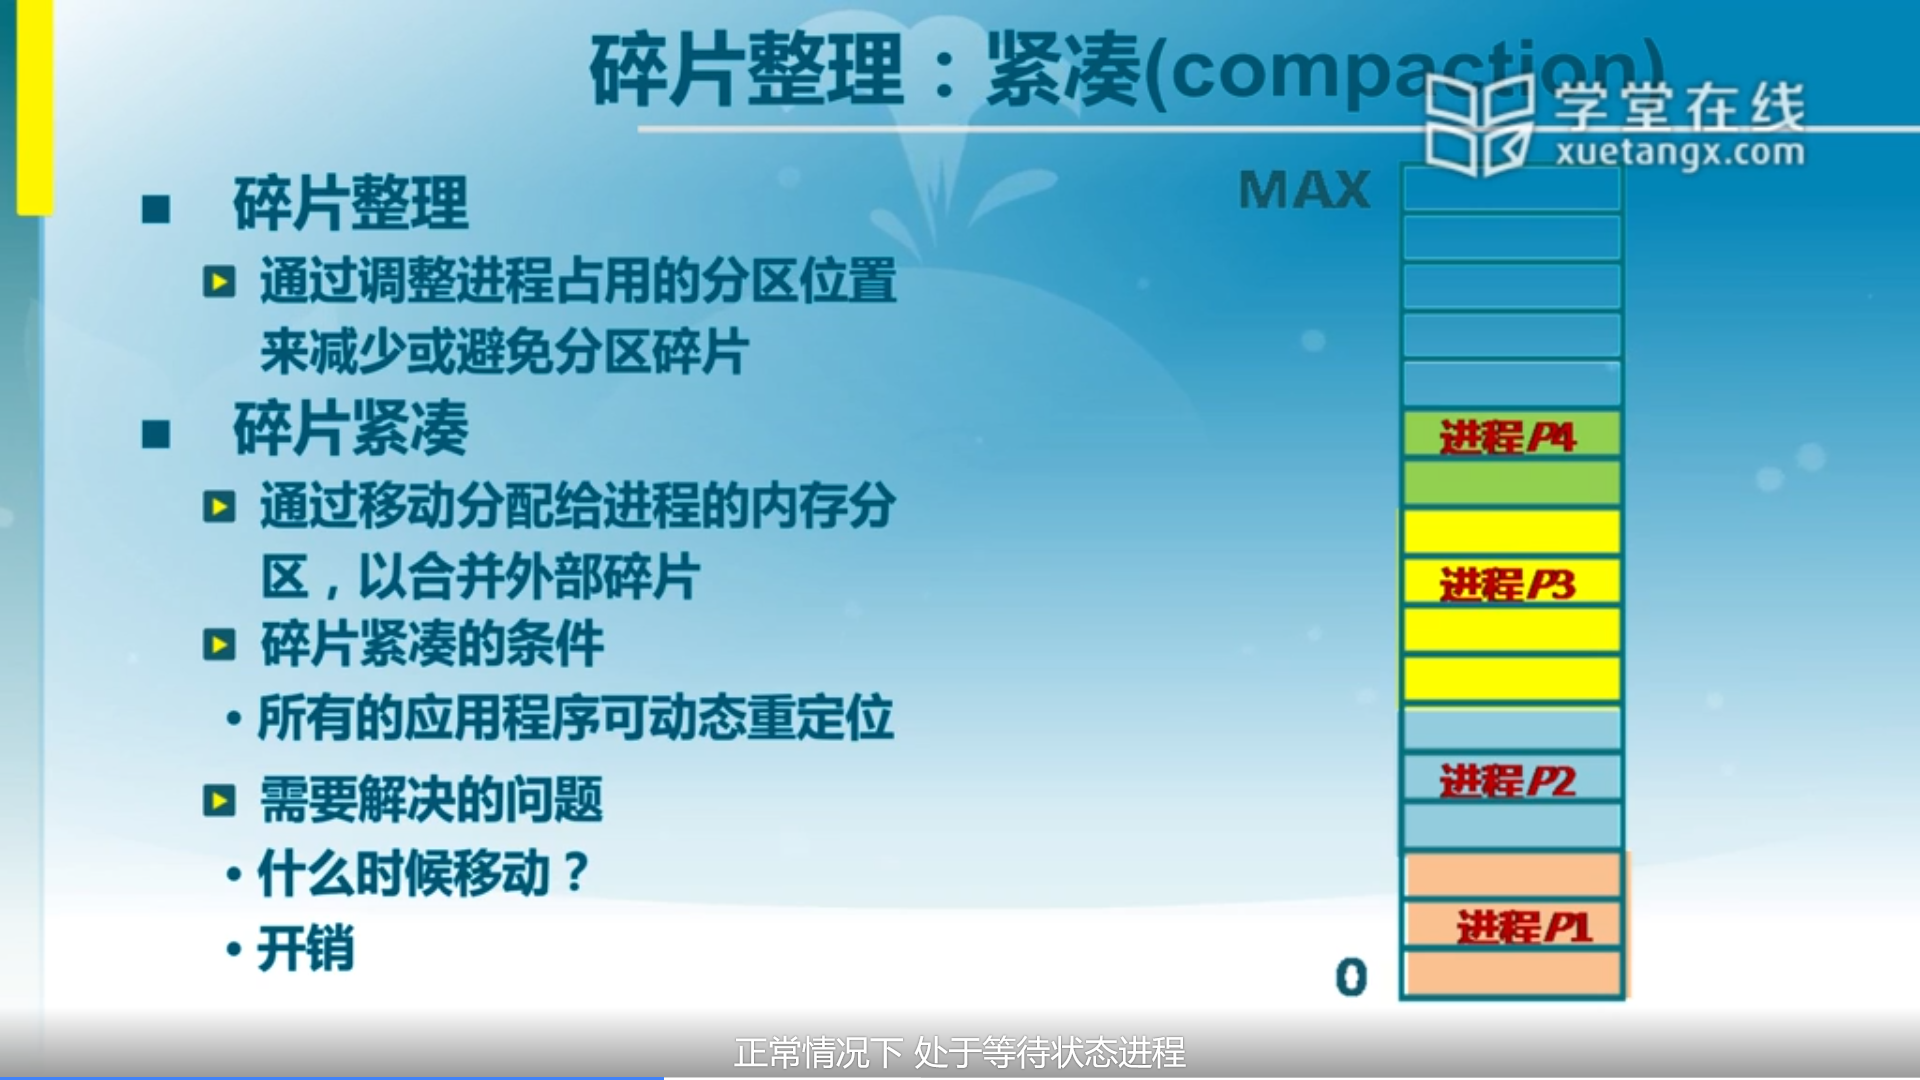 碎片整理：紧凑(compaction)
学堂在线
xuetangx.com
碎片整理
通过调整进程占用的分区位置
来减少或避免分区碎片
碎片紧凑
通过移动分配给进程的内存分
区，以合并外部碎片
碎片紧凑的条件
• 所有的应用程序可动态重定位
需要解决的问题
• 什么时候移动？
• 开销
MAX
进程P4
进程P3
进程P2
进程P1
0
正常情况下 处于等待状态进程